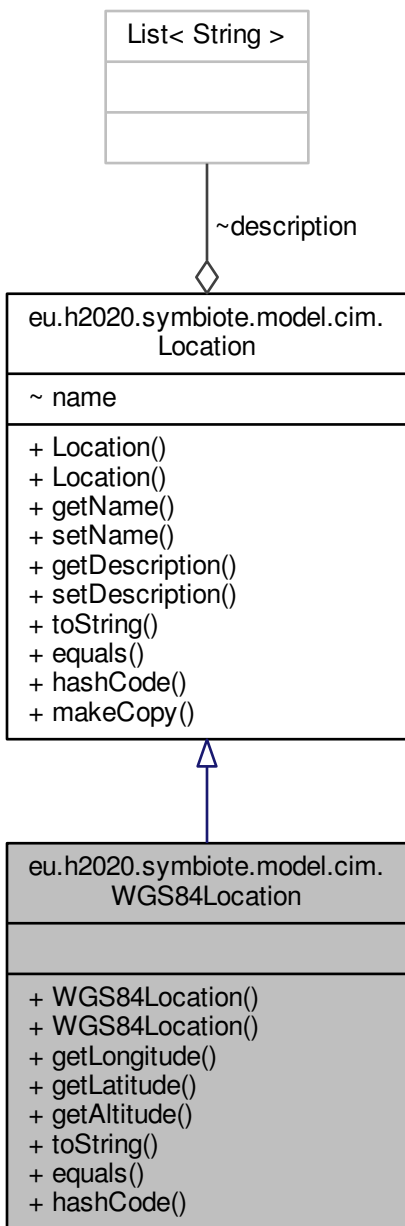 List< String >
~description
eu.h2020.symbiote.model.cim.
Location
~ name
+ Location()
+ Location()
+ getName()
+ setName()
+ getDescription()
+ setDescription()
+ toString()
+ equals()
+ hashCode()
+ makeCopy()
eu.h2020.symbiote.model.cim.
WGS84Location
+ WGS84Location()
+ WGS84Location()
+ getLongitude()
+ getLatitude()
+ getAltitude()
+ toString()
+ equals()
+ hashCode()